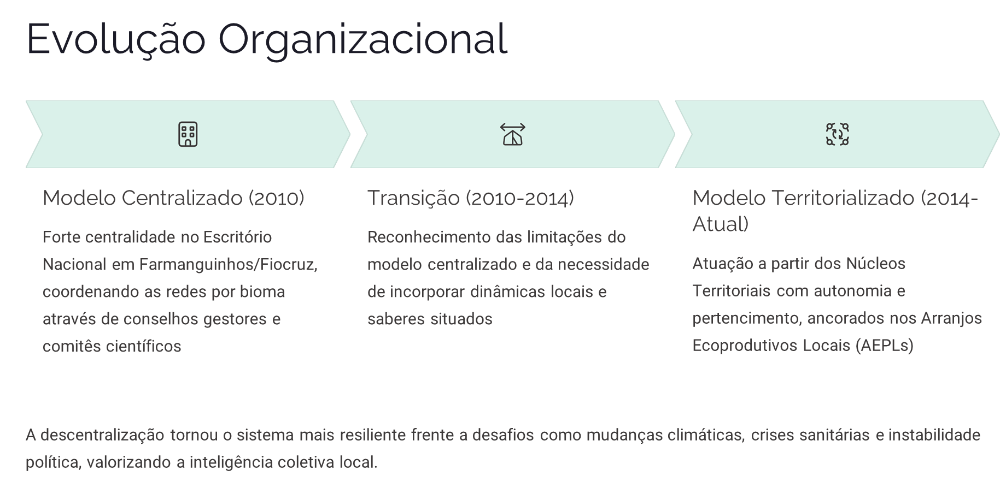 Evolução Organizacional
Modelo Centralizado (2010)
Forte centralidade no Escritório
Nacional em Farmanguinhos/Fiocruz,
coordenando as redes por bioma
através de conselhos gestores e
comitês científicos
Transição (2010-2014)
Reconhecimento das limitações do
modelo centralizado e da necessidade
de incorporar dinâmicas locais e
saberes situados
Modelo Territorializado (2014-
Atual)
Atuação a partir dos Núcleos
Territoriais com autonomia e
pertencimento, ancorados nos Arranjos
Ecoprodutivos Locais (AEPLs)
A descentralização tornou o sistema mais resiliente frente a desafios como mudanças climáticas, crises sanitárias e instabilidade
política, valorizando a inteligência coletiva local.